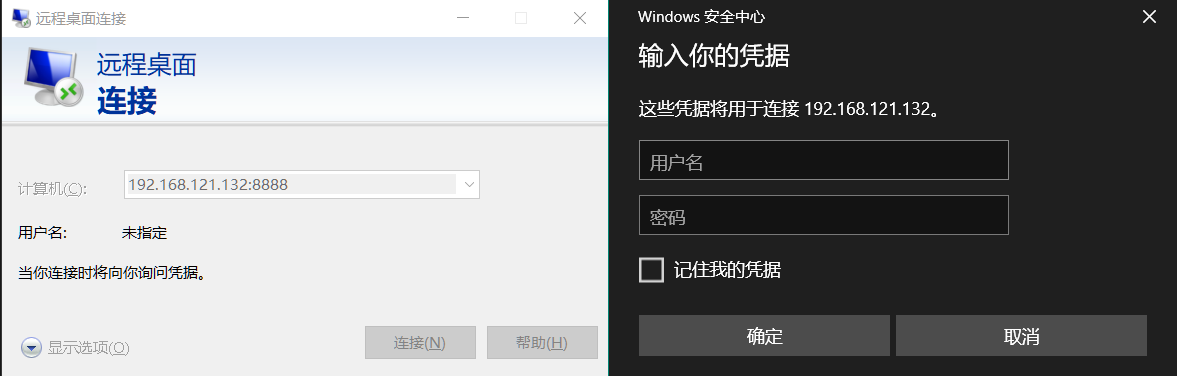 远程桌面连接
远程桌面
连接
计算机(C):
192.168.121.132:8888
用户名:
未指定
当你连接时将向你询问凭据。
显示选项(O)
连接(N)
帮助(H)
Windows 安全中心
输入你的凭据
这些凭据将用于连接 192.168.121.132。
用户名
密码
记住我的凭据
确定
取消